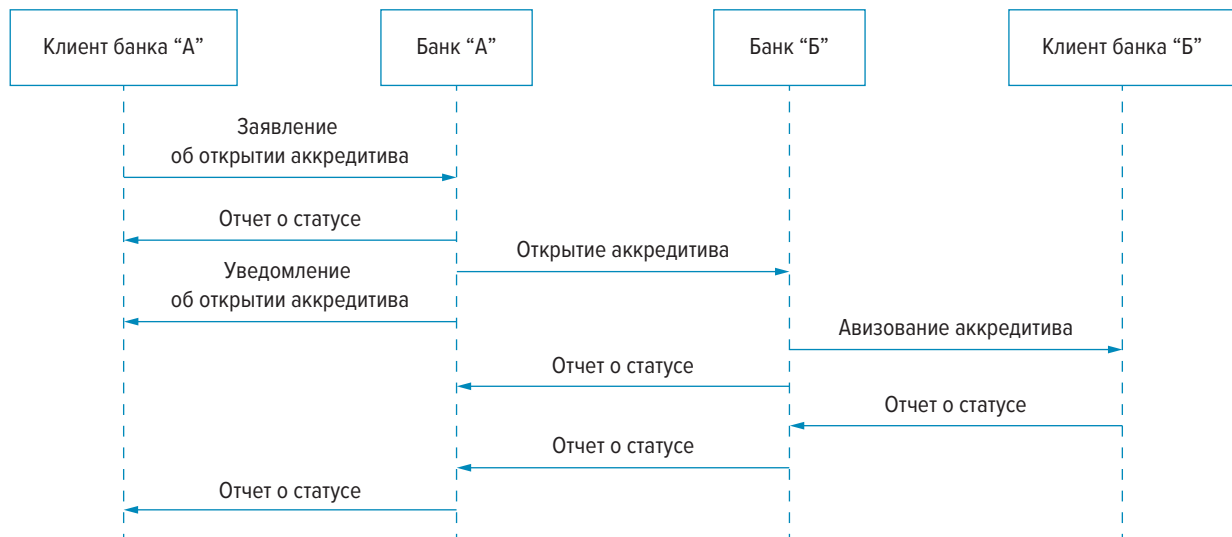 Клиент банка “А”
Банк “А”
Банк “Б”
Клиент банка “Б”
Заявление
об открытии аккредитива
Отчет о статусе
Открытие аккредитива
Уведомление
об открытии аккредитива
Авизование аккредитива
Отчет о статусе
Отчет о статусе
Отчет о статусе
Отчет о статусе